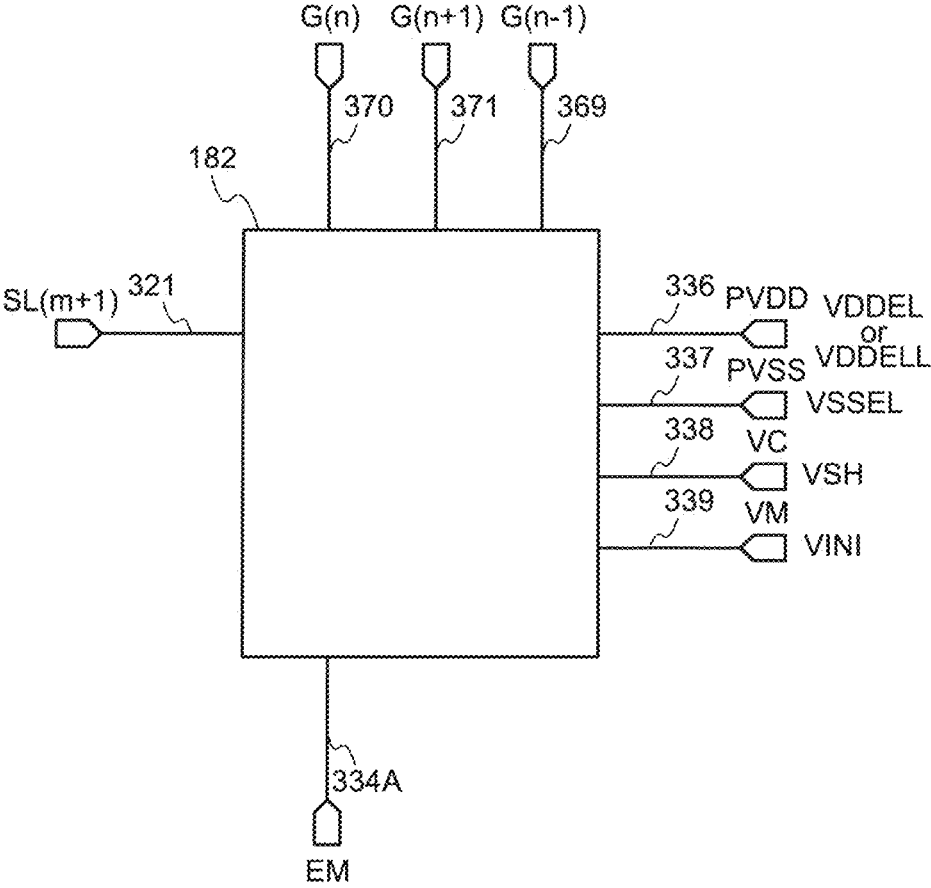 G(n) G(n+1) G(n-1)
370 371 369
182
SL(m+1) 321
336 PVDD VDDEL
or
VDDELL
337 PVSS
VSSEL
338 VC
VSH
339 VM
VINI
334A
EM